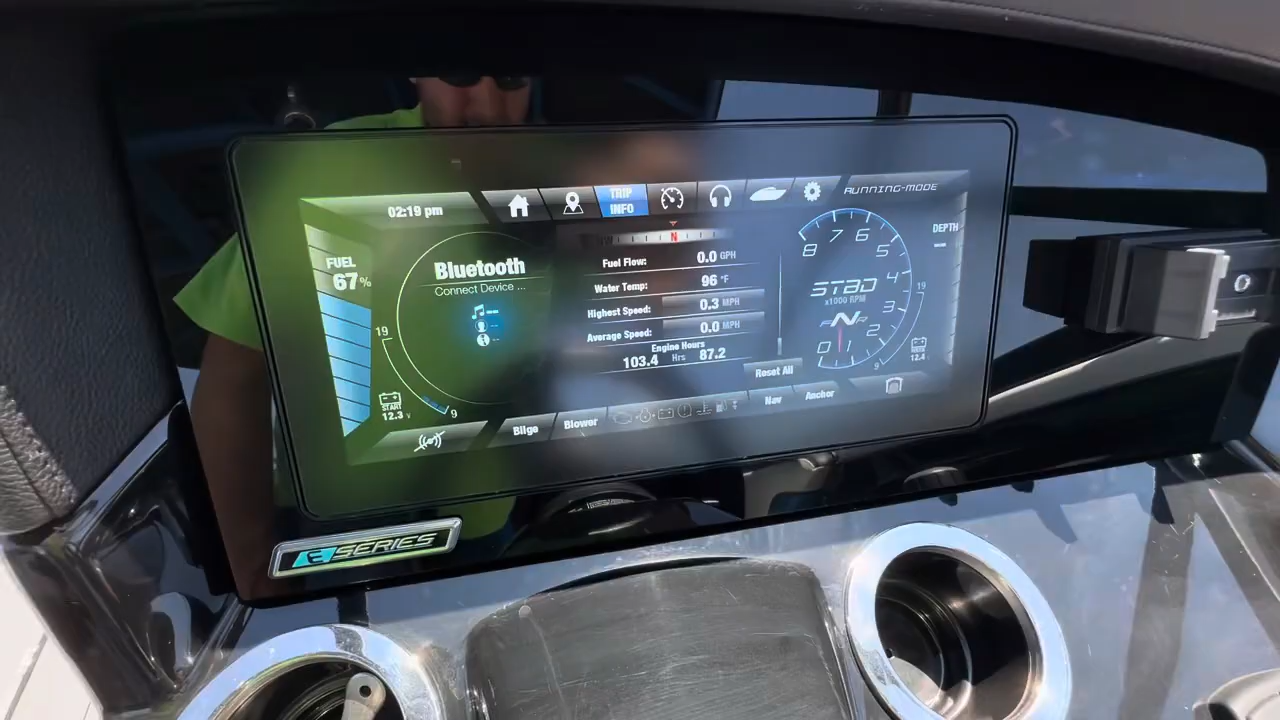 02:19 pm
TRIP
INFO
RUNNING-MODE
FUEL
67%
Bluetooth
Connect Device ...
19
9
START
12.3 V
N
Fuel Flow: 0.0 GPH
Water Temp: 96 °F
Highest Speed: 0.3 MPH
Average Speed: 0.0 MPH
Engine Hours
103.4 Hrs 87.2
Reset All
8 7 6 5 4 3 2 1 0
STBD
x1000 RPM
N R
DEPTH
19
9
12.4
Bilge
Blower
Nav
Anchor
E SERIES